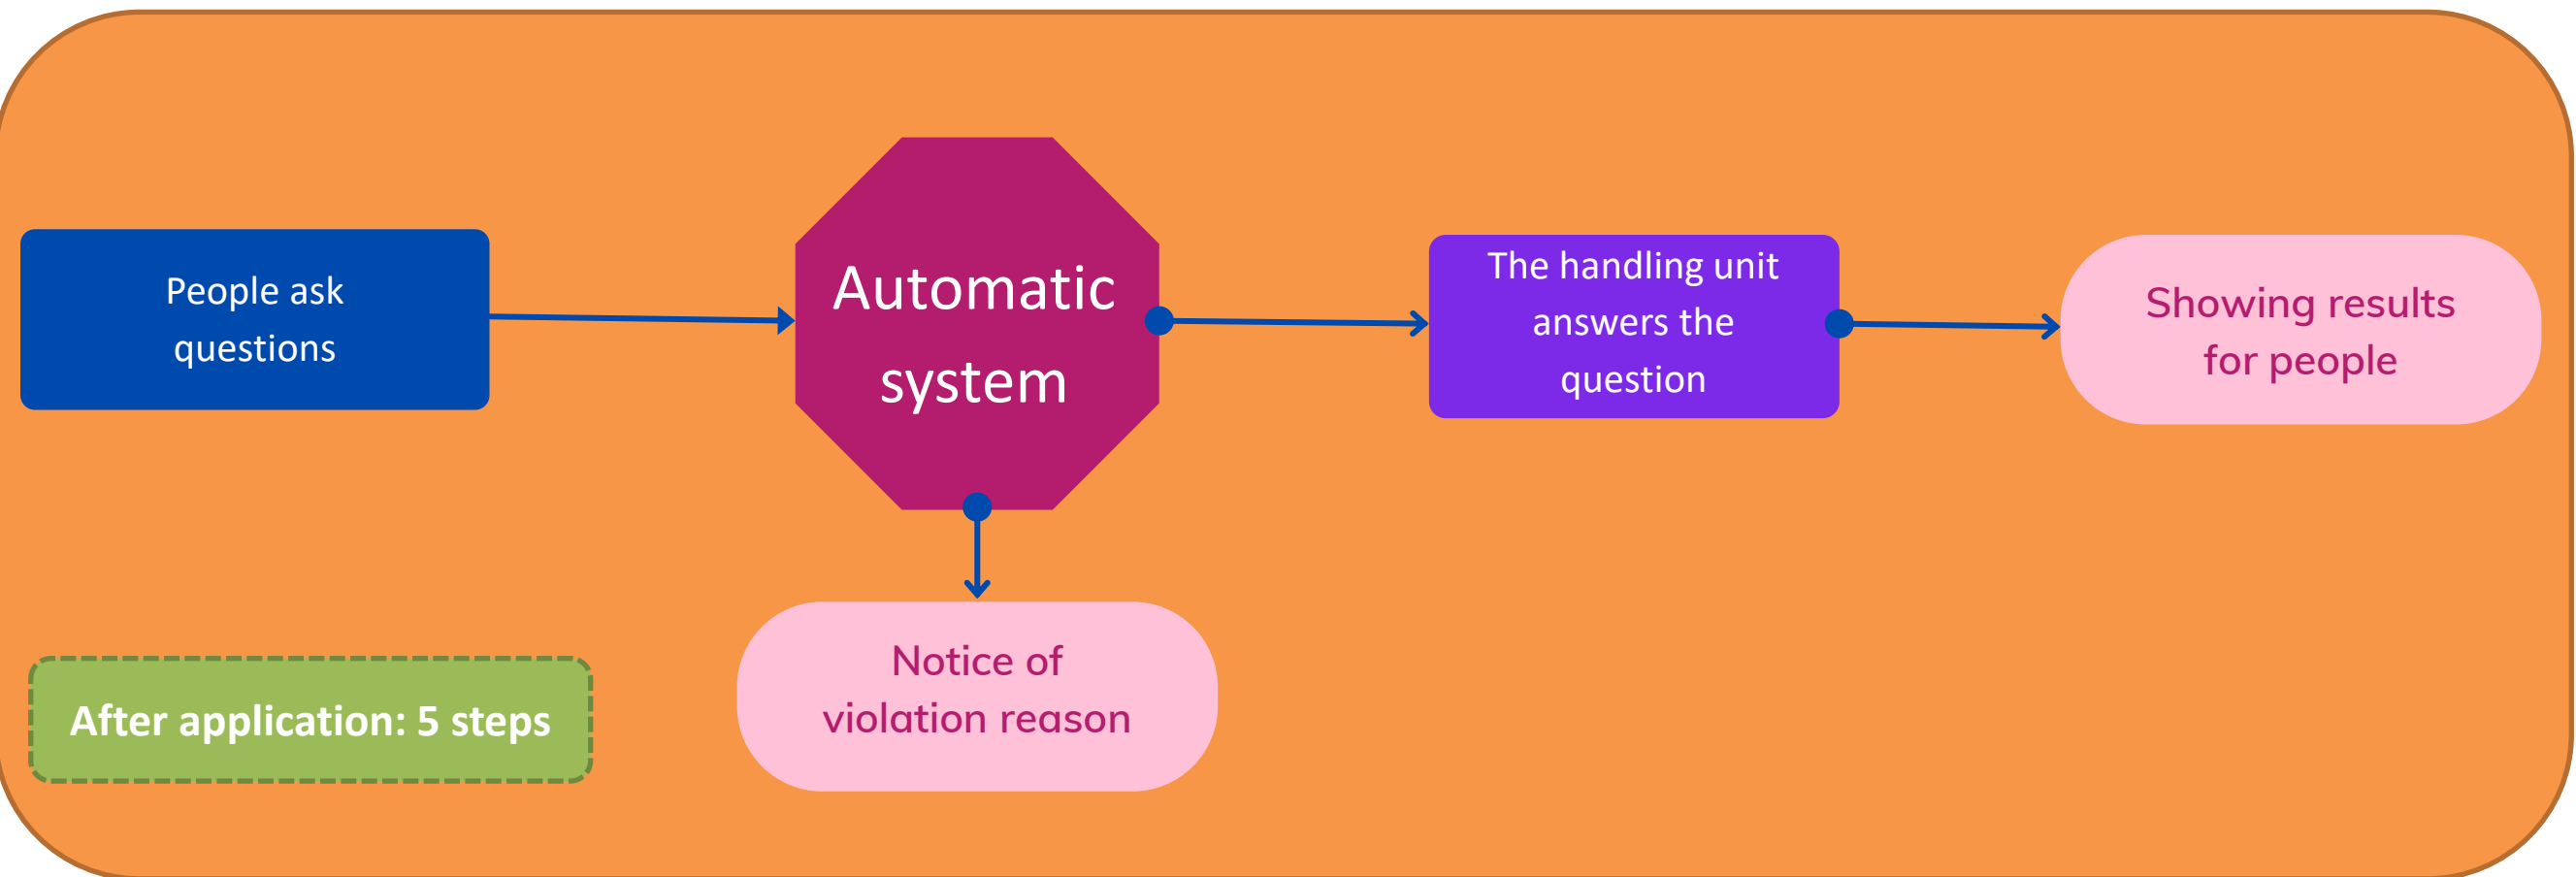 People ask
questions
Automatic
system
The handling unit
answers the
question
Showing results
for people
Notice of
violation reason
After application: 5 steps